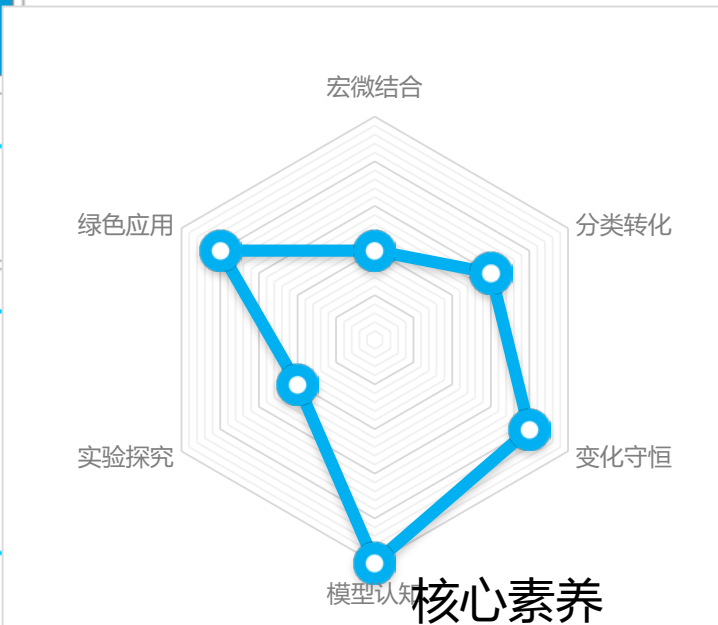 宏微结合
绿色应用
分类转化
实验探究
变化守恒
模型认知
核心素养